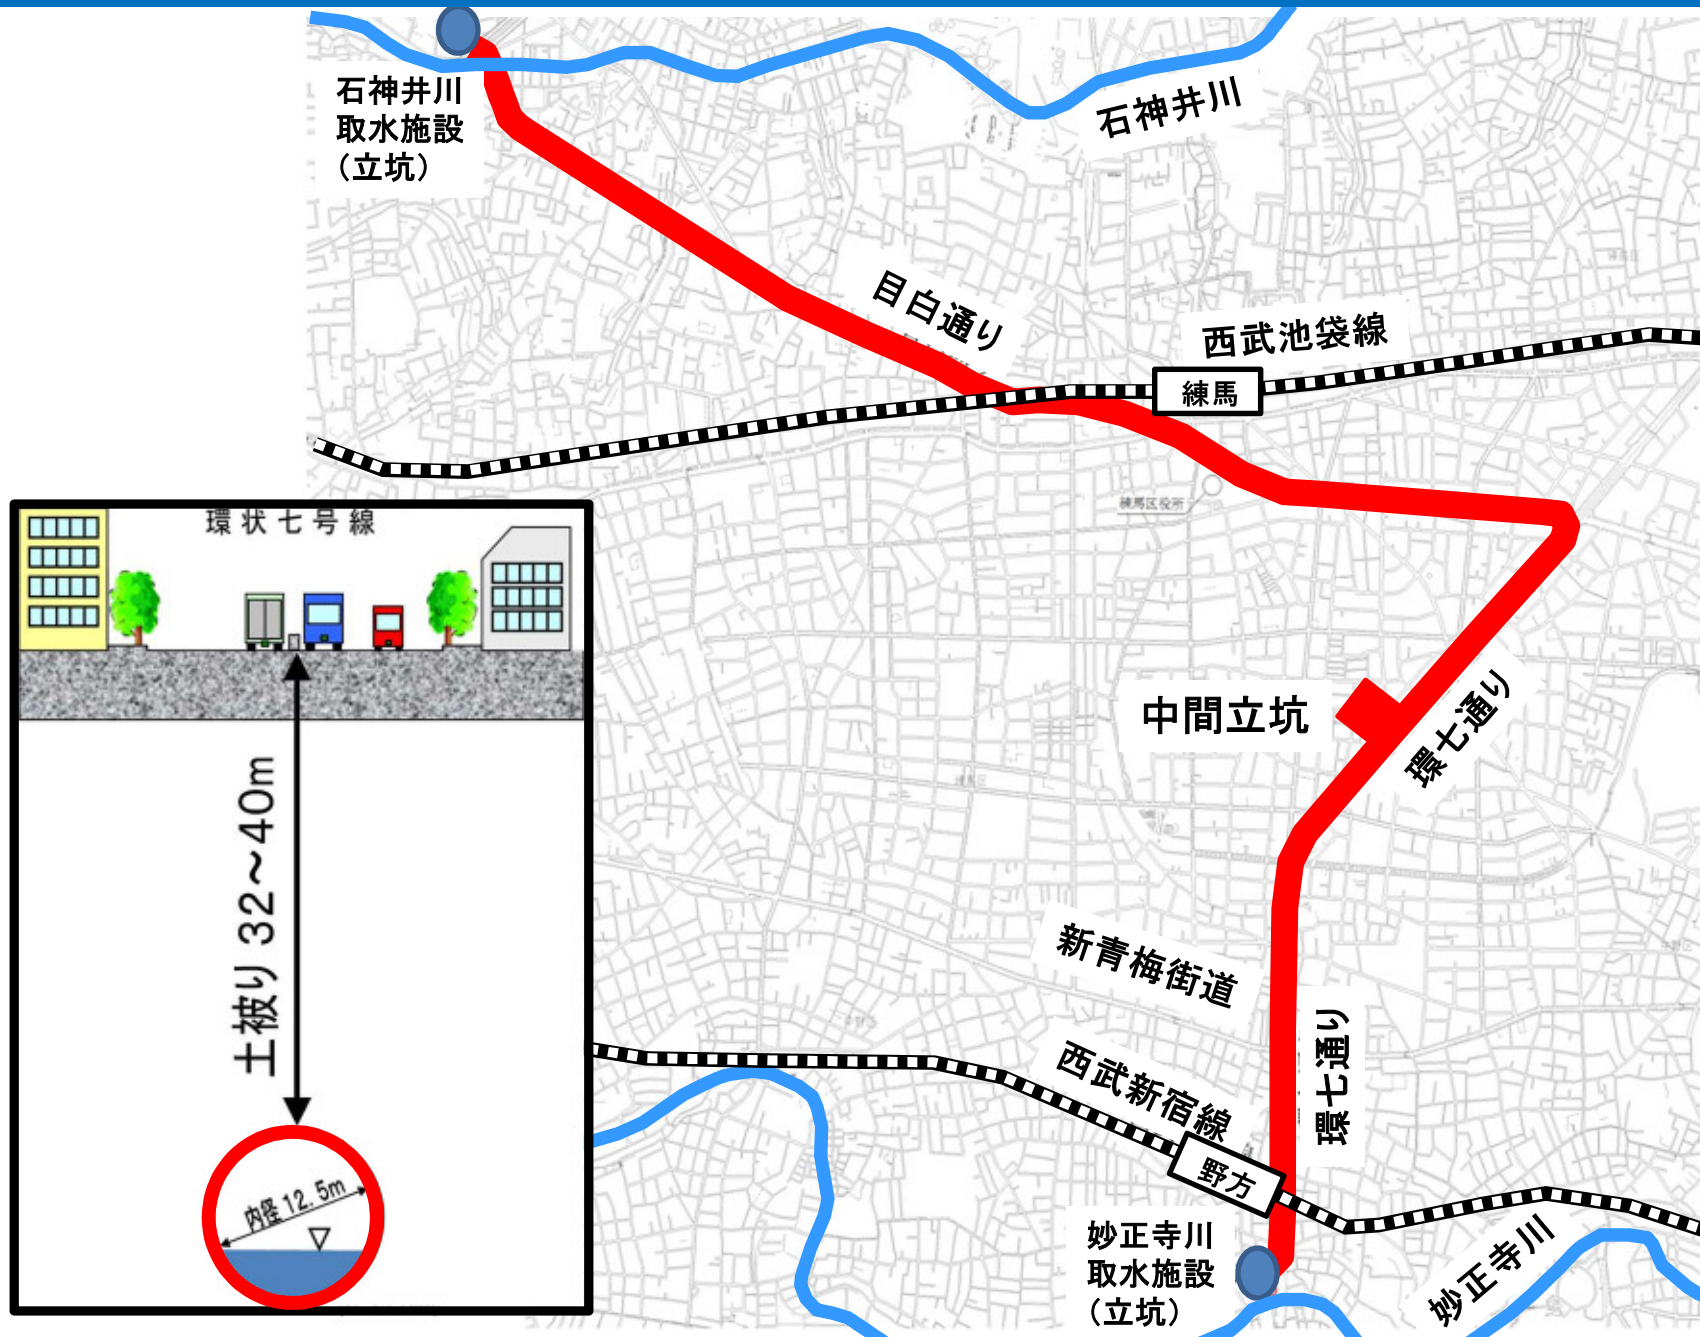 石神井川
取水施設
（立坑）
石神井川
目白通り
西武池袋線
練馬
練馬区役所
環状七号線
中間立坑
環七通り
土被り 32～40m
新青梅街道
環七通り
西武新宿線
野方
内径 12.5m
妙正寺川
取水施設
（立坑）
妙正寺川